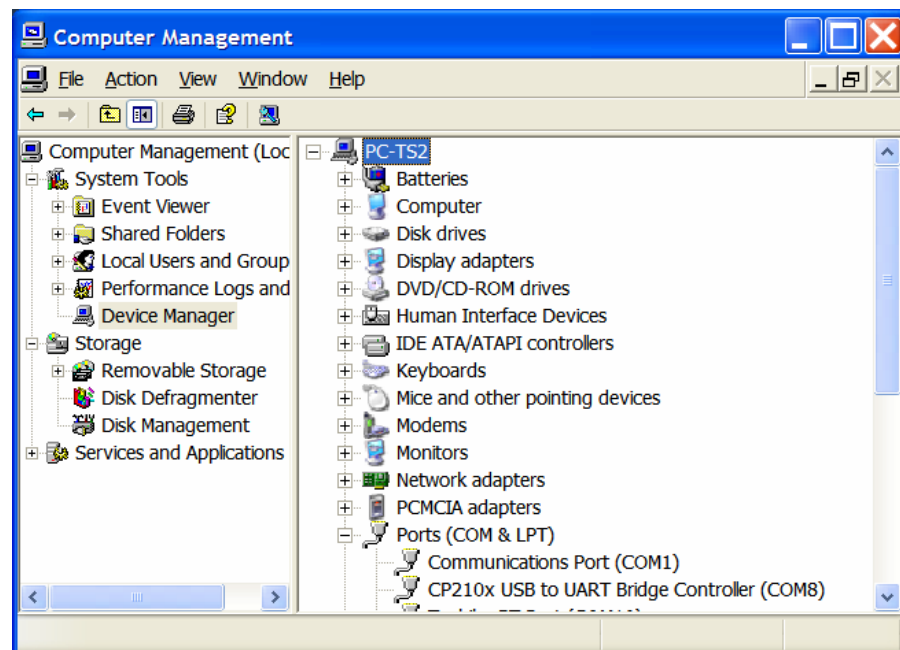 Computer Management
File Action View Window Help
Computer Management (Loc
System Tools
Event Viewer
Shared Folders
Local Users and Group
Performance Logs and
Device Manager
Storage
Removable Storage
Disk Defragmenter
Disk Management
Services and Applications
PC-TS2
Batteries
Computer
Disk drives
Display adapters
DVD/CD-ROM drives
Human Interface Devices
IDE ATA/ATAPI controllers
Keyboards
Mice and other pointing devices
Modems
Monitors
Network adapters
PCMCIA adapters
Ports (COM & LPT)
Communications Port (COM1)
CP210x USB to UART Bridge Controller (COM8)